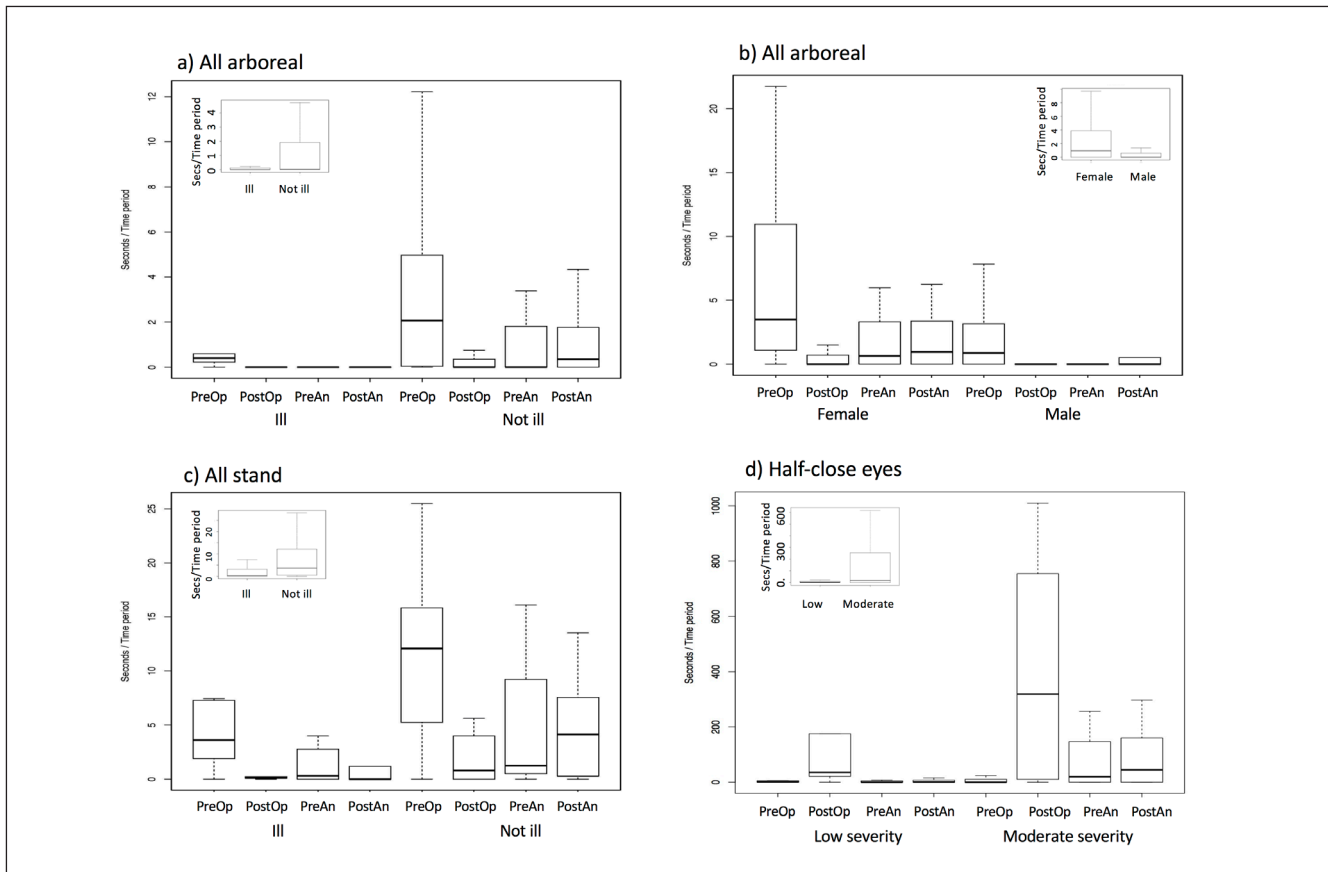 a) All arboreal
Seconds / Time period
0 2 4 6 8 10 12
Secs/Time period
0 1 2 3 4
Ill Not ill
PreOp PostOp PreAn PostAn PreOp PostOp PreAn PostAn
Ill Not ill
b) All arboreal
Seconds / Time period
0 5 10 15 20
Secs/Time period
0 2 4 6 8
Female Male
PreOp PostOp PreAn PostAn PreOp PostOp PreAn PostAn
Female Male
c) All stand
Seconds / Time period
0 5 10 15 20 25
Secs/Time period
0 10 20
Ill Not ill
PreOp PostOp PreAn PostAn PreOp PostOp PreAn PostAn
Ill Not ill
d) Half-close eyes
Seconds / Time period
0 200 400 600 800 1000
Secs/Time period
0. 300 600
Low Moderate
PreOp PostOp PreAn PostAn PreOp PostOp PreAn PostAn
Low severity Moderate severity